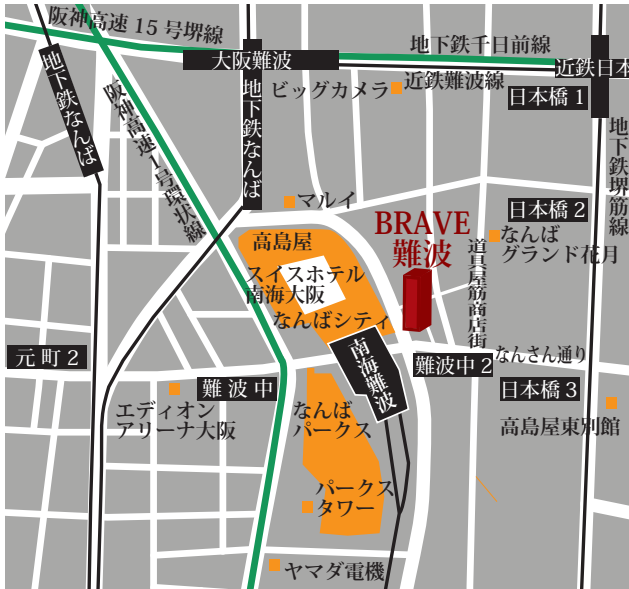 阪神高速 15 号堺線
大阪難波
地下鉄千日前線
近鉄日本
地下鉄なんば
ビッグカメラ
近鉄難波線
日本橋 1
地下鉄なんば
阪神高速1号環状線
地下鉄堺筋線
マルイ
日本橋 2
BRAVE
難波
なんば
グランド花月
高島屋
道具屋筋商店街
スイスホテル
南海大阪
なんばシティ
南海難波
なんさん通り
元町 2
難波中 2
難波中
日本橋 3
エディオン
アリーナ大阪
なんば
パークス
高島屋東別館
パークス
タワー
ヤマダ電機